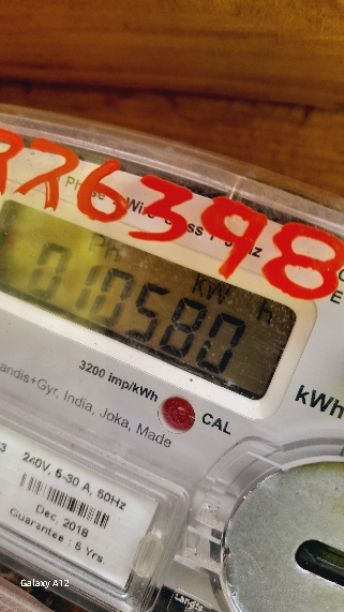 776398
Ph
kW h
010580
3200 imp/kWh
kWh
CAL
andis+Gyr, India, Joka, Made
240V, 5-30 A, 50Hz
Dec, 2018
Guarantee : 5 Yrs.
Galaxy A12